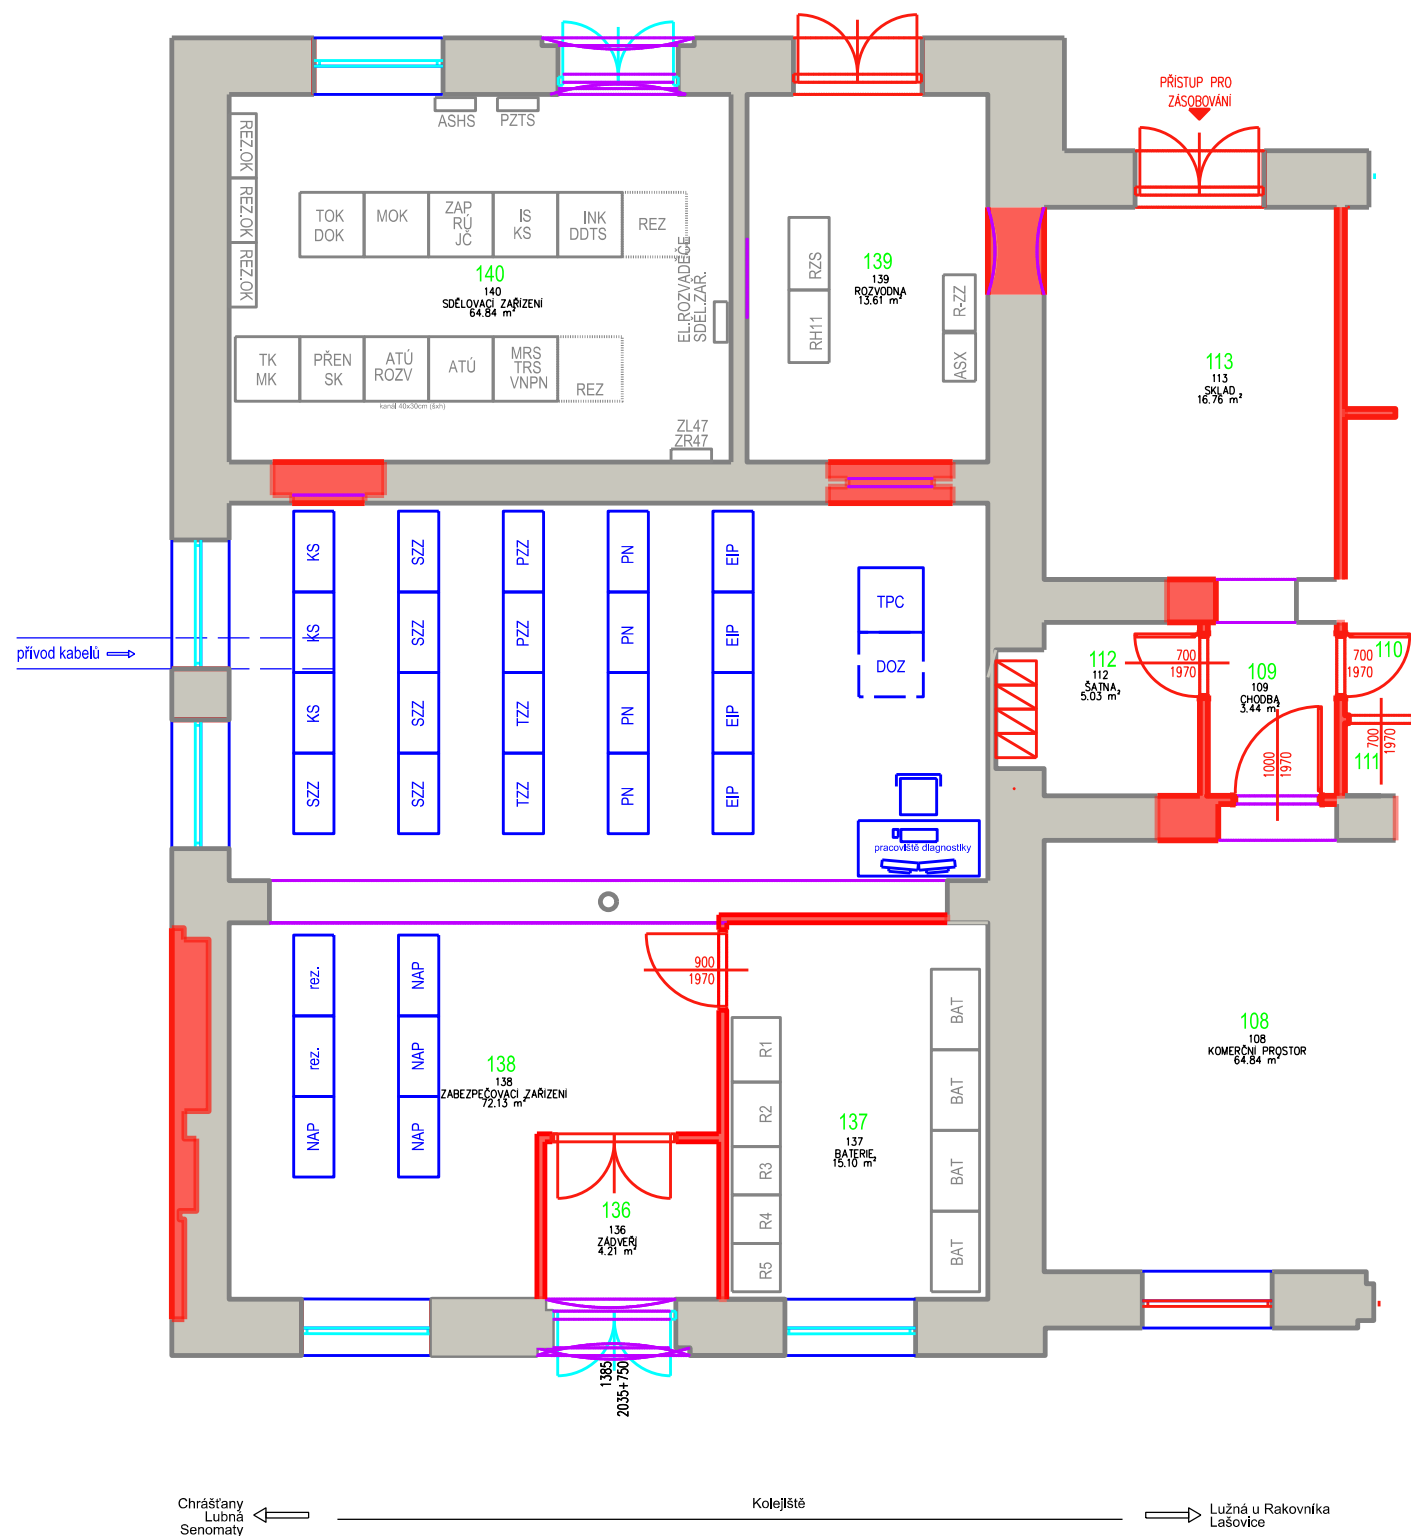 PŘÍSTUP PRO
ZÁSOBOVÁNÍ
ASHS
PZTS
REZ.OK
REZ.OK
REZ.OK
TOK
DOK
MOK
ZAP
RÚ
JČ
IS
KS
INK
DDTS
REZ
140
140
SDĚLOVACÍ ZAŘÍZENÍ
64.84 m²
EL.ROZVADĚČE
SDĚL.ZAŘ.
TK
MK
PŘEN
SK
ATÚ
ROZV
ATÚ
MRS
TRS
VNPN
REZ
kanál 40x30cm (šxh)
ZL47
ZR47
RZS
RH11
139
139
ROZVODNA
13.61 m²
R-ZZ
ASX
113
113
SKLAD
16.76 m²
přívod kabelů
KS
SZZ
PZZ
PN
EIP
KS
SZZ
PZZ
PN
EIP
KS
SZZ
TZZ
PN
EIP
SZZ
SZZ
TZZ
PN
EIP
TPC
DOZ
pracoviště diagnostiky
112
112
ŠATNA
5.03 m²
700
1970
109
109
CHODBA
3.44 m²
1000
1970
700
1970
110
111
700
1970
rez.
NAP
rez.
NAP
NAP
NAP
138
138
ZABEZPEČOVACÍ ZAŘÍZENÍ
72.13 m²
900
1970
R1
R2
R3
R4
R5
137
137
BATERIE
15.10 m²
BAT
BAT
BAT
BAT
108
108
KOMERČNÍ PROSTOR
64.84 m²
136
136
ZÁDVEŘÍ
4.21 m²
1385
2035+750
Chrášťany
Lubná
Senomaty
Kolejiště
Lužná u Rakovníka
Lašovice